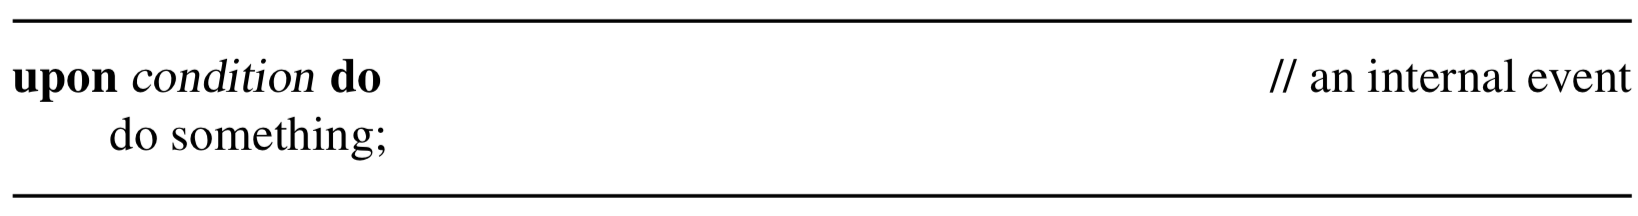 upon condition do // an internal event
do something;